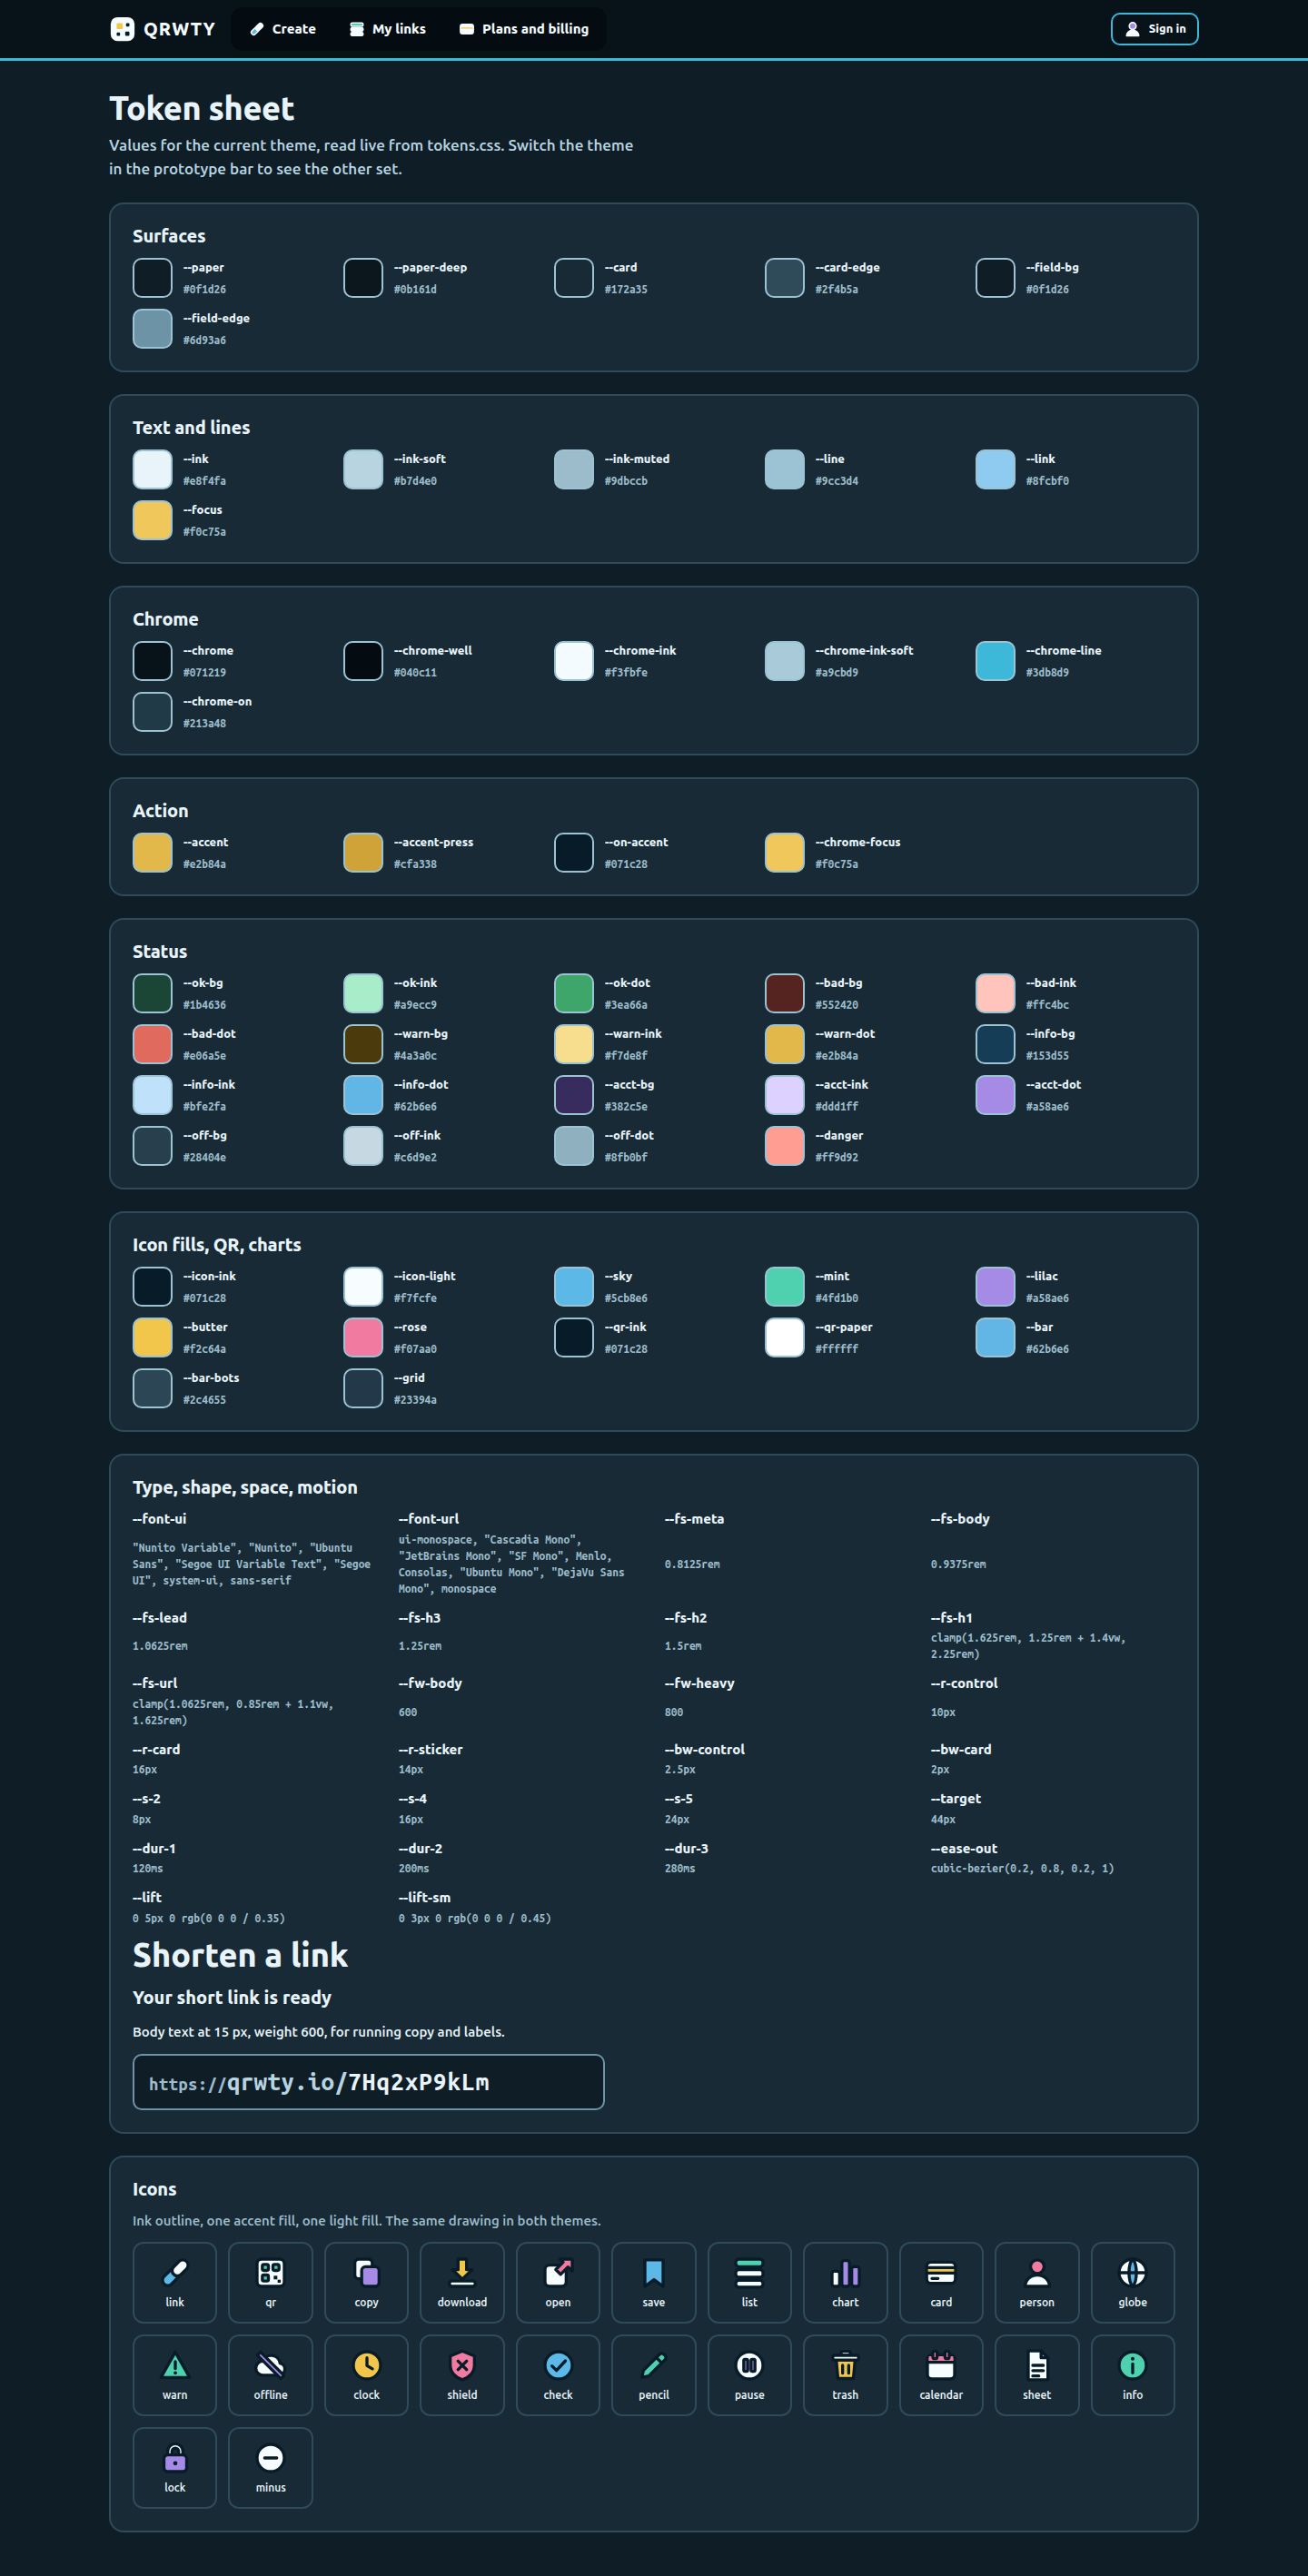 QRWTY Create My links Plans and billing Sign in
Token sheet
Values for the current theme, read live from tokens.css. Switch the theme
in the prototype bar to see the other set.
Surfaces
--paper --paper-deep --card --card-edge --field-bg
#0f1d26 #0b161d #172a35 #2f4b5a #0f1d26
--field-edge
#6d93a6
Text and lines
--ink --ink-soft --ink-muted --line --link
#e8f4fa #b7d4e0 #9dbccb #9cc3d4 #8fcbf0
--focus
#f0c75a
Chrome
--chrome --chrome-well --chrome-ink --chrome-ink-soft --chrome-line
#071219 #040c11 #f3fbfe #a9cbd9 #3db8d9
--chrome-on
#213a48
Action
--accent --accent-press --on-accent --chrome-focus
#e2b84a #cfa338 #071c28 #f0c75a
Status
--ok-bg --ok-ink --ok-dot --bad-bg --bad-ink
#1b4636 #a9ecc9 #3ea66a #552420 #ffc4bc
--bad-dot --warn-bg --warn-ink --warn-dot --info-bg
#e06a5e #4a3a0c #f7de8f #e2b84a #153d55
--info-ink --info-dot --acct-bg --acct-ink --acct-dot
#bfe2fa #62b6e6 #382c5e #ddd1ff #a58ae6
--off-bg --off-ink --off-dot --danger
#28404e #c6d9e2 #8fb0bf #ff9d92
Icon fills, QR, charts
--icon-ink --icon-light --sky --mint --lilac
#071c28 #f7fcfe #5cb8e6 #4fd1b0 #a58ae6
--butter --rose --qr-ink --qr-paper --bar
#f2c64a #f07aa0 #071c28 #ffffff #62b6e6
--bar-bots --grid
#2c4655 #23394a
Type, shape, space, motion
--font-ui --font-url --fs-meta --fs-body
"Nunito Variable", "Nunito", "Ubuntu
Sans", "Segoe UI Variable Text", "Segoe
UI", system-ui, sans-serif
ui-monospace, "Cascadia Mono",
"JetBrains Mono", "SF Mono", Menlo,
Consolas, "Ubuntu Mono", "DejaVu Sans
Mono", monospace
0.8125rem 0.9375rem
--fs-lead --fs-h3 --fs-h2 --fs-h1
1.0625rem 1.25rem 1.5rem clamp(1.625rem, 1.25rem + 1.4vw,
2.25rem)
--fs-url --fw-body --fw-heavy --r-control
clamp(1.0625rem, 0.85rem + 1.1vw,
1.625rem)
600 800 10px
--r-card --r-sticker --bw-control --bw-card
16px 14px 2.5px 2px
--s-2 --s-4 --s-5 --target
8px 16px 24px 44px
--dur-1 --dur-2 --dur-3 --ease-out
120ms 200ms 280ms cubic-bezier(0.2, 0.8, 0.2, 1)
--lift --lift-sm
0 5px 0 rgb(0 0 0 / 0.35) 0 3px 0 rgb(0 0 0 / 0.45)
Shorten a link
Your short link is ready
Body text at 15 px, weight 600, for running copy and labels.
https://qrwty.io/7Hq2xP9kLm
Icons
Ink outline, one accent fill, one light fill. The same drawing in both themes.
link qr copy download open save list chart card person globe
warn offline clock shield check pencil pause trash calendar sheet info
lock minus